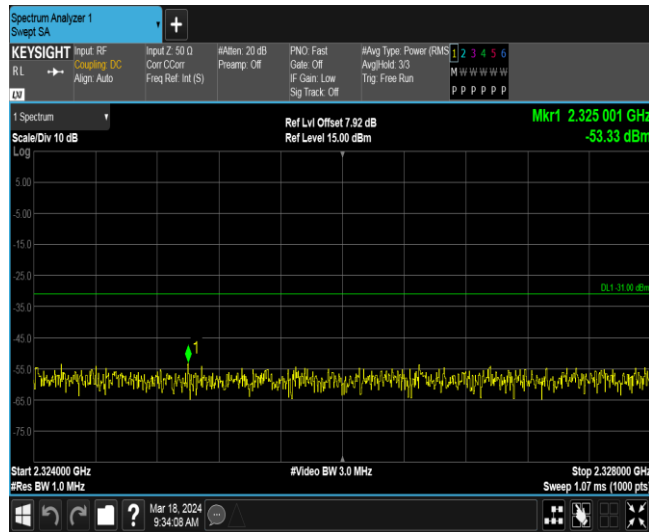 Spectrum Analyzer 1
Swept SA
+
KEYSIGHT
RL
LXI
Input: RF
Coupling: DC
Align: Auto
Input Z: 50 Ω
Corr CCorr
Freq Ref: Int (S)
#Atten: 20 dB
Preamp: Off
PNO: Fast
Gate: Off
IF Gain: Low
Sig Track: Off
#Avg Type: Power (RMS
Avg|Hold: 3/3
Trig: Free Run
1 2 3 4 5 6
M W W W W W
P P P P P P
1 Spectrum
Scale/Div 10 dB
Ref Lvl Offset 7.92 dB
Ref Level 15.00 dBm
Mkr1 2.325 001 GHz
-53.33 dBm
Log
5.00
-5.00
-15.0
-25.0
DL1 -31.00 dBm
-35.0
-45.0
1
-55.0
-65.0
-75.0
Start 2.324000 GHz
#Res BW 1.0 MHz
#Video BW 3.0 MHz
Stop 2.328000 GHz
Sweep 1.07 ms (1000 pts)
?
Mar 18, 2024
9:34:08 AM